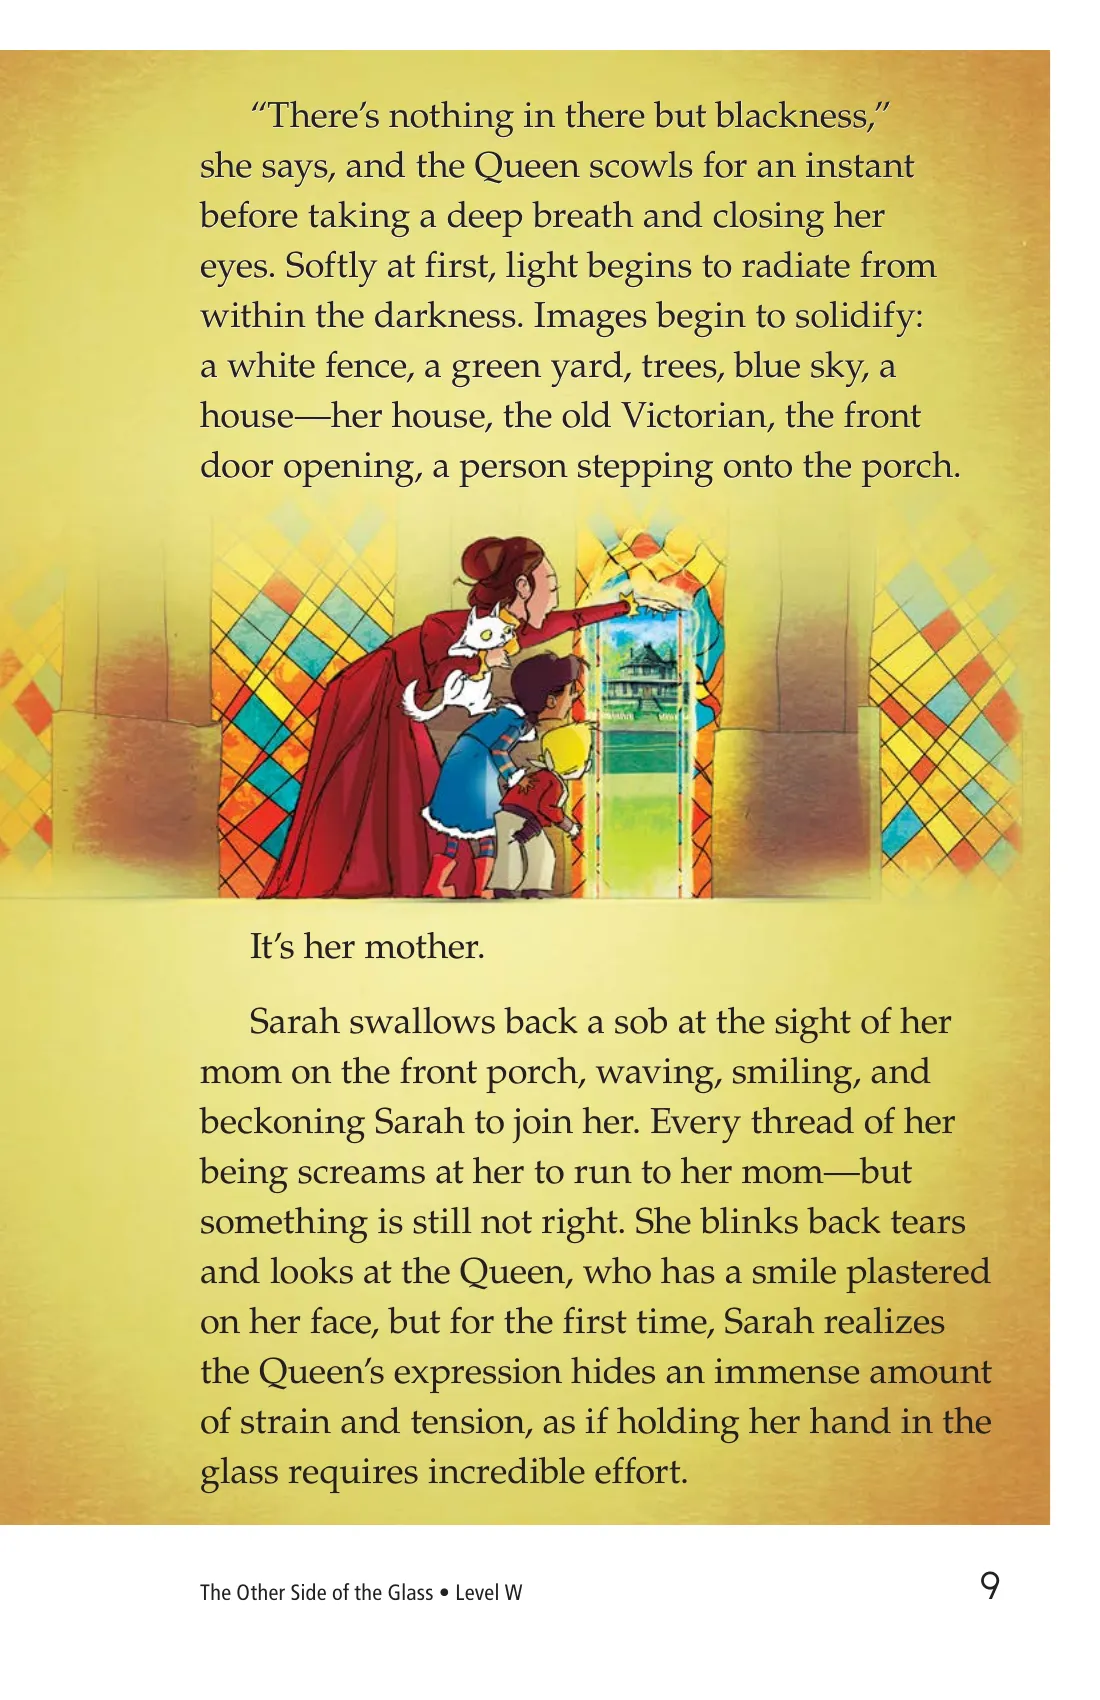 “There’s nothing in there but blackness,”
she says, and the Queen scowls for an instant
before taking a deep breath and closing her
eyes. Softly at first, light begins to radiate from
within the darkness. Images begin to solidify:
a white fence, a green yard, trees, blue sky, a
house—her house, the old Victorian, the front
door opening, a person stepping onto the porch.
It’s her mother.
Sarah swallows back a sob at the sight of her
mom on the front porch, waving, smiling, and
beckoning Sarah to join her. Every thread of her
being screams at her to run to her mom—but
something is still not right. She blinks back tears
and looks at the Queen, who has a smile plastered
on her face, but for the first time, Sarah realizes
the Queen’s expression hides an immense amount
of strain and tension, as if holding her hand in the
glass requires incredible effort.
The Other Side of the Glass • Level W
9